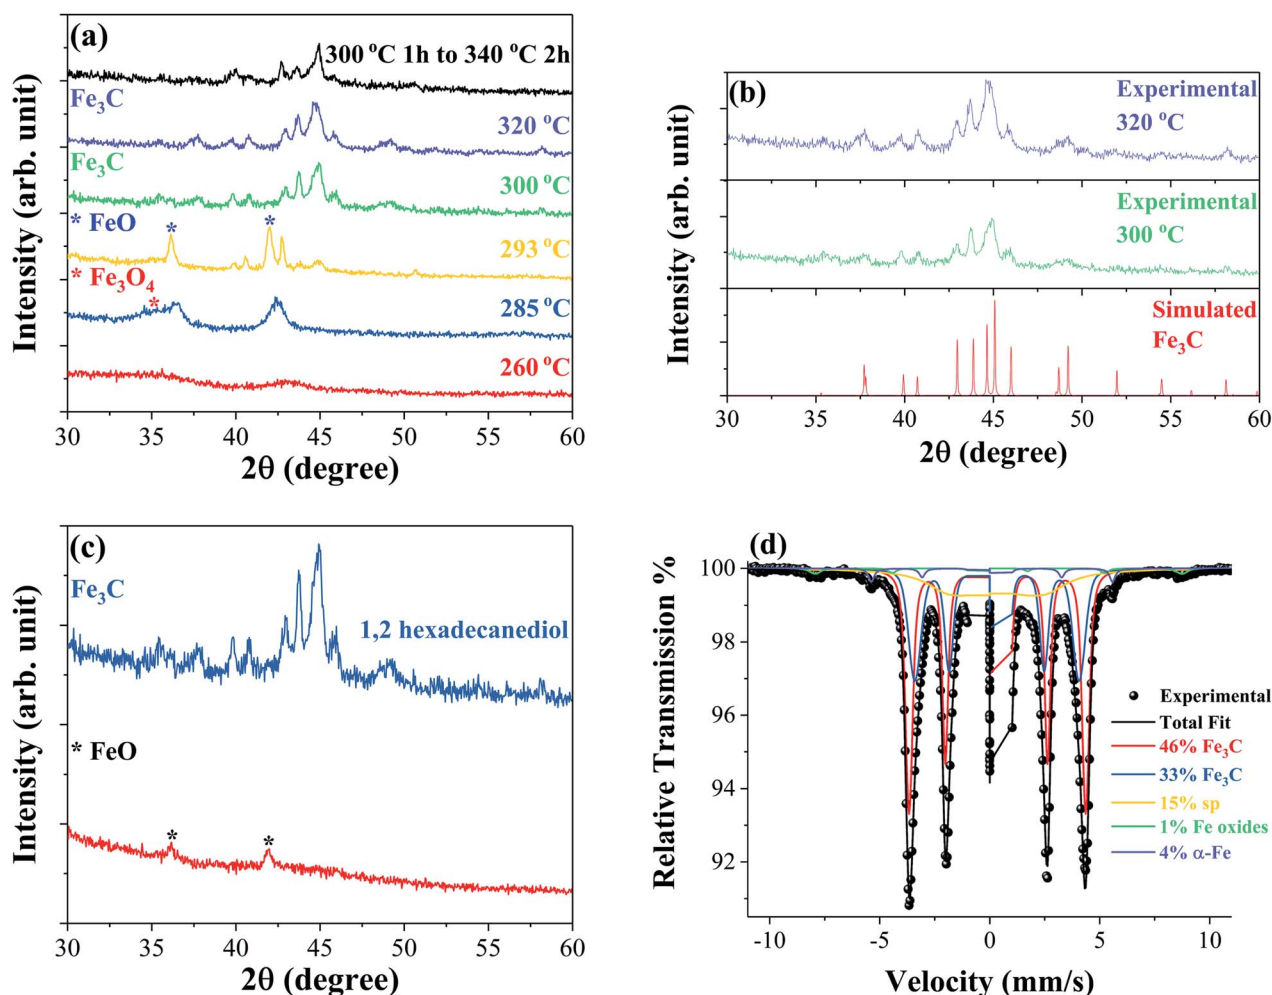 (a)
300 °C 1h to 340 °C 2h
Fe₃C
320 °C
Fe₃C
300 °C
* FeO
*
*
293 °C
* Fe₃O₄
*
285 °C
260 °C
Intensity (arb. unit)
30 35 40 45 50 55 60
2θ (degree)
(b)
Experimental
320 °C
Experimental
300 °C
Simulated
Fe₃C
Intensity (arb. unit)
30 35 40 45 50 55 60
2θ (degree)
(c)
Fe₃C
1,2 hexadecanediol
* FeO
*
*
Intensity (arb. unit)
30 35 40 45 50 55 60
2θ (degree)
(d)
100
98
96
94
92
Relative Transmission %
Experimental
Total Fit
46% Fe₃C
33% Fe₃C
15% sp
1% Fe oxides
4% α-Fe
-10 -5 0 5 10
Velocity (mm/s)